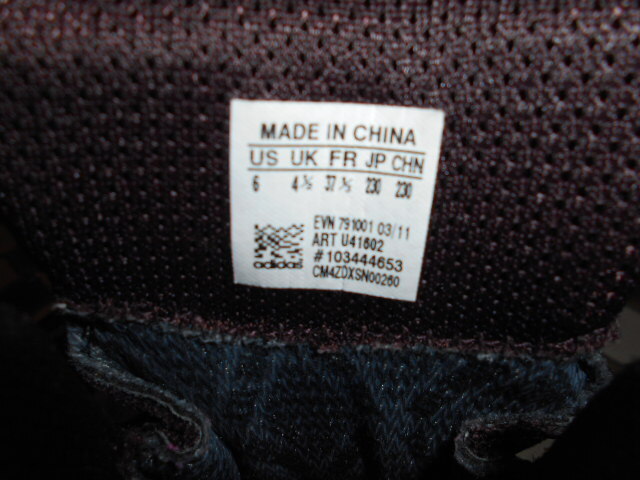 MADE IN CHINA
US UK FR JP CHN
6 4½ 37⅓ 230 230
EVN 791001 03/11
ART U41602
#103444653
CM4ZDXSN00260
adidas